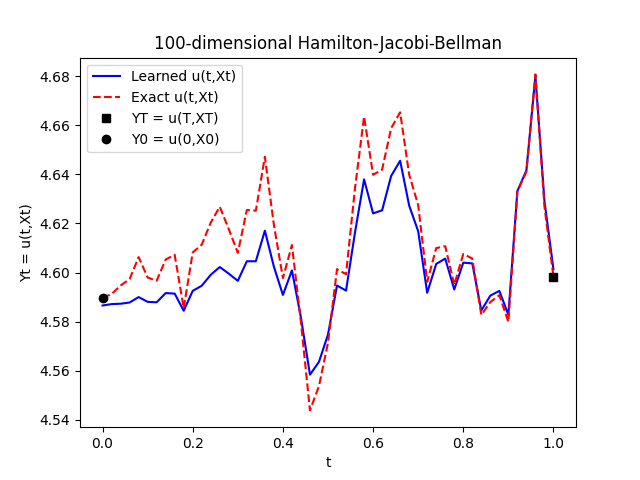 100-dimensional Hamilton-Jacobi-Bellman
Learned u(t,Xt)
Exact u(t,Xt)
YT = u(T,XT)
Y0 = u(0,X0)
Yt = u(t,Xt)
4.68
4.66
4.64
4.62
4.60
4.58
4.56
4.54
0.0 0.2 0.4 0.6 0.8 1.0
t